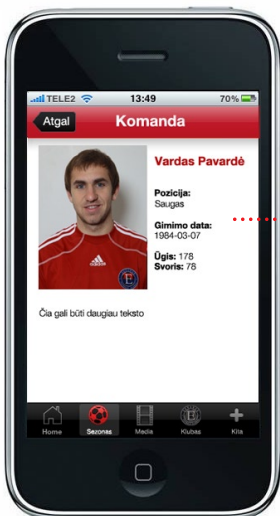 TELE2 13:49 70%
Atgal Komanda
Vardas Pavardė
Pozicija:
Saugas
Gimimo data:
1984-03-07
Ūgis: 178
Svoris: 78
Čia gali būti daugiau teksto
Home Sezonas Media Klubas Kita